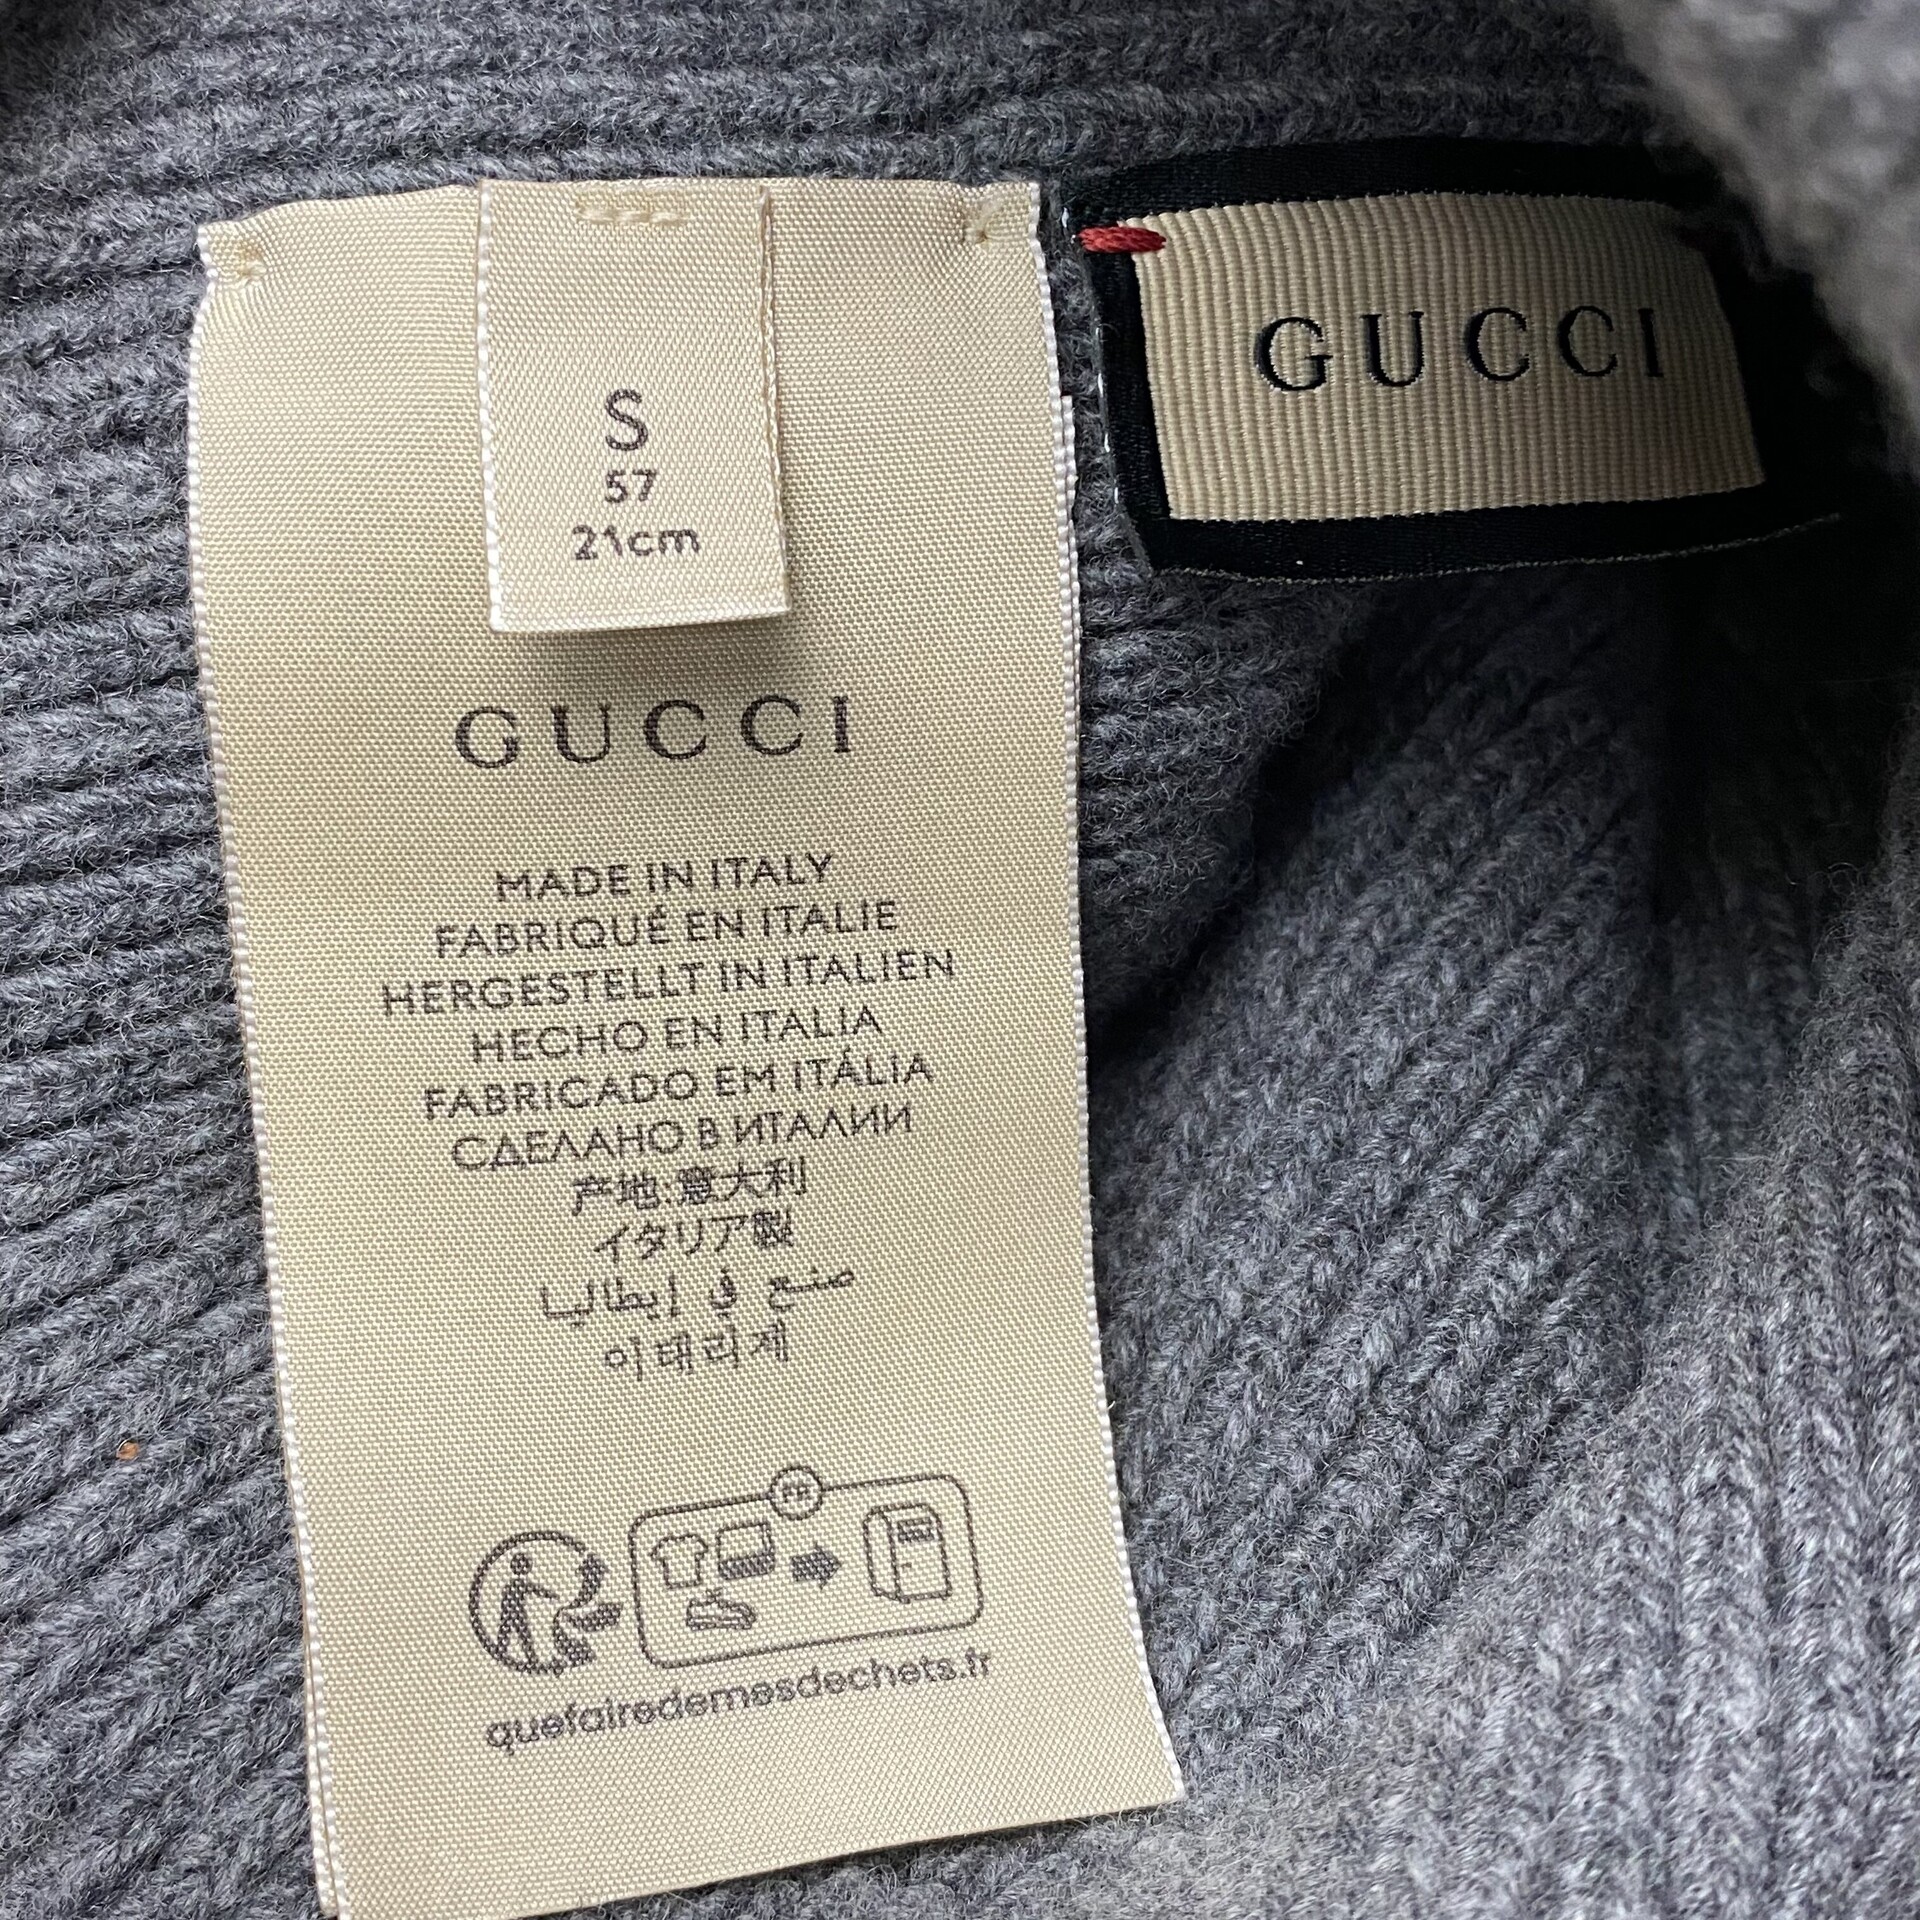 S
57
21cm
GUCCI
GUCCI
MADE IN ITALY
FABRIQUÉ EN ITALIE
HERGESTELLT IN ITALIEN
HECHO EN ITALIA
FABRICADO EM ITÁLIA
СДЕЛАНО В ИТАЛИИ
产地:意大利
イタリア製
صنع في إيطاليا
이태리제
quefairedemesdechets.fr